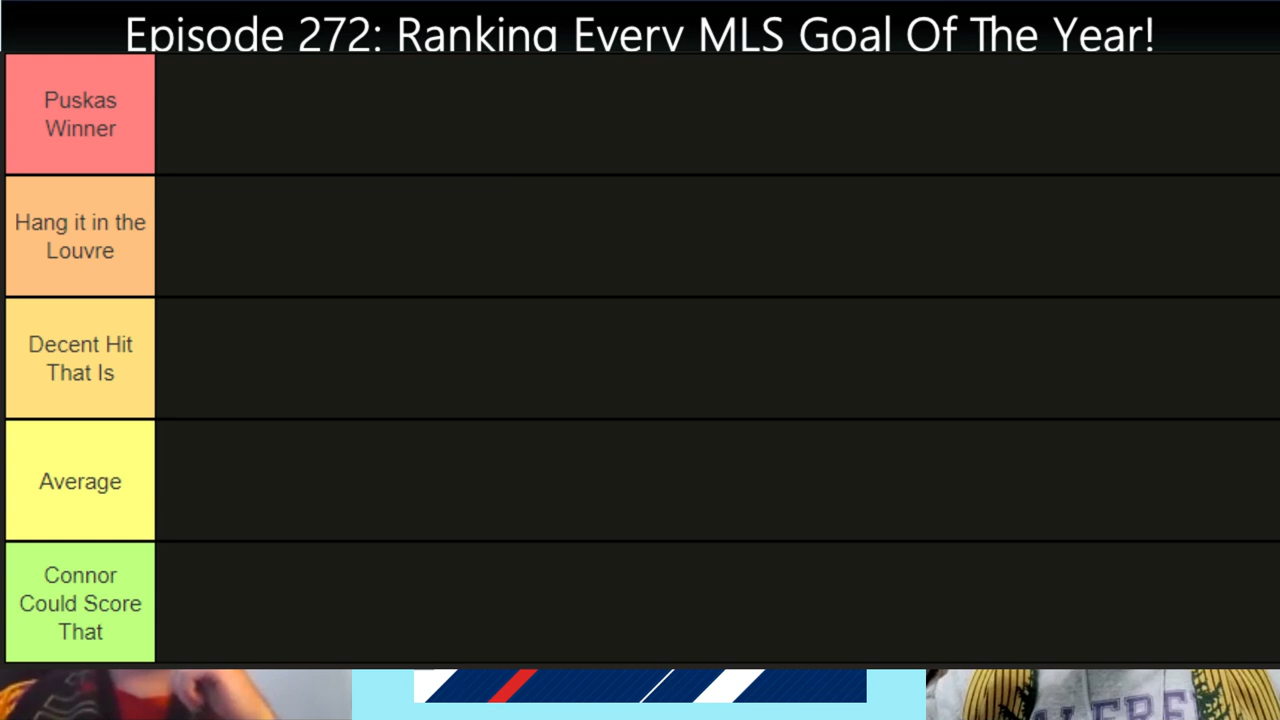 Episode 272: Ranking Every MLS Goal Of The Year!
Puskas
Winner
Hang it in the
Louvre
Decent Hit
That Is
Average
Connor
Could Score
That